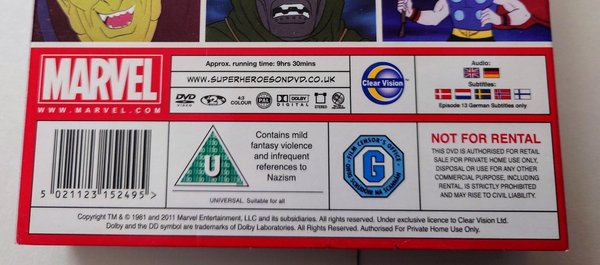 Approx. running time: 9hrs 30mins
MARVEL
WWW.MARVEL.COM
WWW.SUPERHEROESONDVD.CO.UK
Clear Vision
Audio:
Subtitles:
Episode 13 German Subtitles only
DVD
VIDEO
4:3
COLOUR
PAL
DOLBY
DIGITAL
STEREO
5 021123 152495 >
U
UNIVERSAL Suitable for all
Contains mild
fantasy violence
and infrequent
references to
Nazism
FILM CENSOR'S OFFICE
G
NOT FOR RENTAL
THIS DVD IS AUTHORISED FOR RETAIL
SALE FOR PRIVATE HOME USE ONLY,
DISPOSAL OR USE FOR ANY OTHER
COMMERCIAL PURPOSE, INCLUDING
RENTAL, IS STRICTLY PROHIBITED
AND MAY RISE TO CIVIL LIABILITY.
Copyright TM & © 1981 and 2011 Marvel Entertainment, LLC and its subsidiaries. All rights reserved. Under exclusive licence to Clear Vision Ltd.
Dolby and the DD symbol are trademarks of Dolby Laboratories. All Rights Reserved. Authorised For Private Home Use Only.